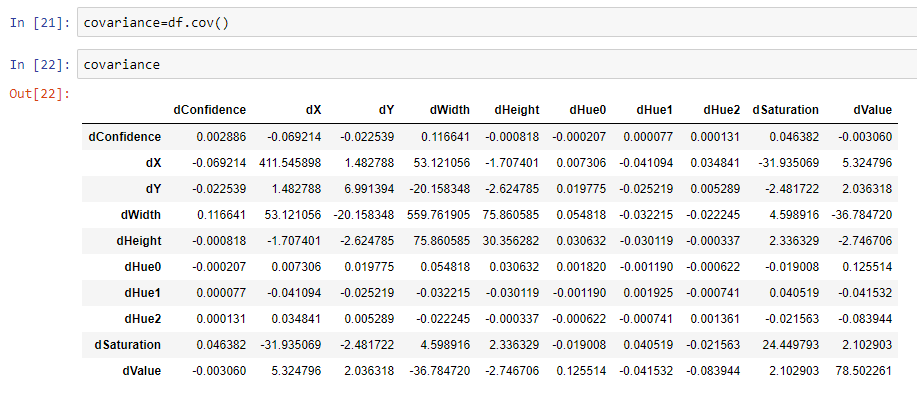 In [21]: covariance=df.cov()
In [22]: covariance
Out[22]:
dConfidence dX dY dWidth dHeight dHue0 dHue1 dHue2 dSaturation dValue
dConfidence 0.002886 -0.069214 -0.022539 0.116641 -0.000818 -0.000207 0.000077 0.000131 0.046382 -0.003060
dX -0.069214 411.545898 1.482788 53.121056 -1.707401 0.007306 -0.041094 0.034841 -31.935069 5.324796
dY -0.022539 1.482788 6.991394 -20.158348 -2.624785 0.019775 -0.025219 0.005289 -2.481722 2.036318
dWidth 0.116641 53.121056 -20.158348 559.761905 75.860585 0.054818 -0.032215 -0.022245 4.598916 -36.784720
dHeight -0.000818 -1.707401 -2.624785 75.860585 30.356282 0.030632 -0.030119 -0.000337 2.336329 -2.746706
dHue0 -0.000207 0.007306 0.019775 0.054818 0.030632 0.001820 -0.001190 -0.000622 -0.019008 0.125514
dHue1 0.000077 -0.041094 -0.025219 -0.032215 -0.030119 -0.001190 0.001925 -0.000741 0.040519 -0.041532
dHue2 0.000131 0.034841 0.005289 -0.022245 -0.000337 -0.000622 -0.000741 0.001361 -0.021563 -0.083944
dSaturation 0.046382 -31.935069 -2.481722 4.598916 2.336329 -0.019008 0.040519 -0.021563 24.449793 2.102903
dValue -0.003060 5.324796 2.036318 -36.784720 -2.746706 0.125514 -0.041532 -0.083944 2.102903 78.502261